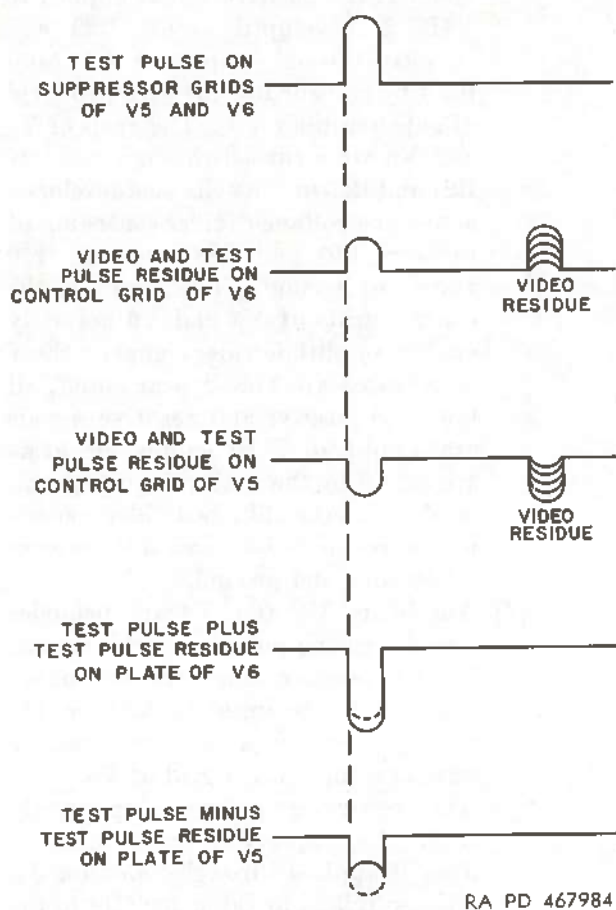 TEST PULSE ON
SUPPRESSOR GRIDS
OF V5 AND V6
VIDEO AND TEST
PULSE RESIDUE ON
CONTROL GRID OF V6
VIDEO
RESIDUE
VIDEO AND TEST
PULSE RESIDUE ON
CONTROL GRID OF V5
VIDEO
RESIDUE
TEST PULSE PLUS
TEST PULSE RESIDUE
ON PLATE OF V6
TEST PULSE MINUS
TEST PULSE RESIDUE
ON PLATE OF V5
RA PD 467984